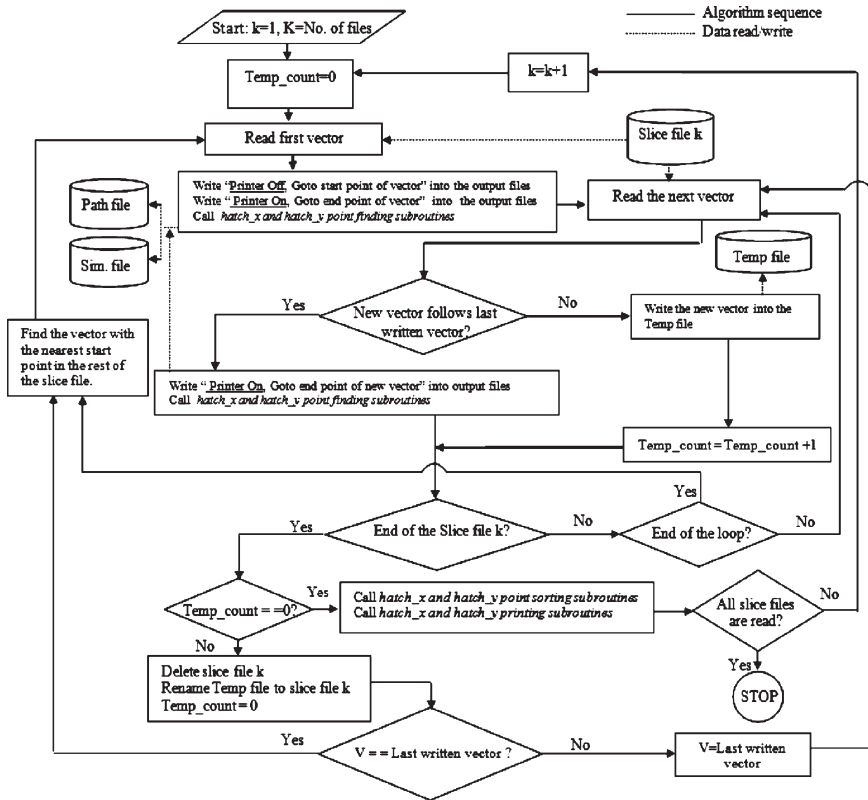 Start: k=1, K=No. of files
Algorithm sequence
Data read/write
Temp_count=0
k=k+1
Read first vector
Slice file k
Write “Printer Off, Goto start point of vector” into the output files
Write “ Printer On, Goto end point of vector” into the output files
Call hatch_x and hatch_y point finding subroutines
Read the next vector
Path file
Sim. file
Temp file
Yes
New vector follows last
written vector?
No
Write the new vector into the
Temp file
Find the vector with
the nearest start
point in the rest of
the slice file.
Write “ Printer On, Goto end point of new vector” into output files
Call hatch_x and hatch_y point finding subroutines
Temp_count = Temp_count +1
Yes
Yes
End of the Slice file k?
No
End of the loop?
No
Temp_count = =0?
Yes
Call hatch_x and hatch_y point sorting subroutines
Call hatch_x and hatch_y printing subroutines
All slice files
are read?
No
No
Delete slice file k
Rename Temp file to slice file k
Temp_count = 0
Yes
STOP
Yes
V = = Last written vector ?
No
V=Last written
vector